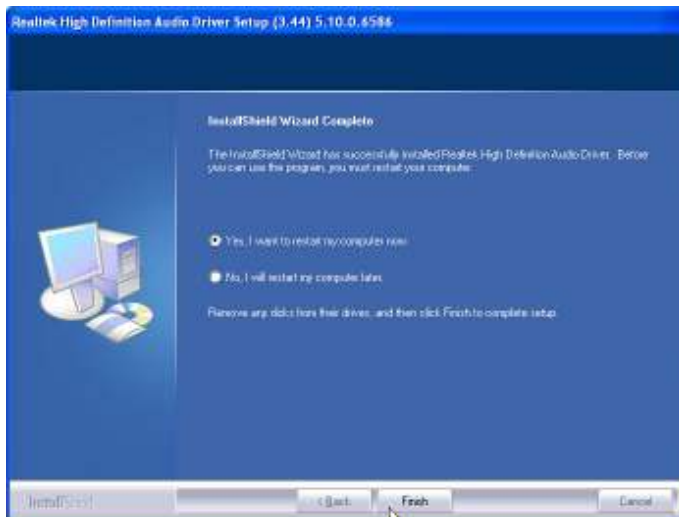 Realtek High Definition Audio Driver Setup (3.44) 5.10.0.6586
InstallShield Wizard Complete
The InstallShield Wizard has successfully installed Realtek High Definition Audio Driver. Before
you can use the program, you must restart your computer.
Yes, I want to restart my computer now.
No, I will restart my computer later.
Remove any disks from their drives, and then click Finish to complete setup.
InstallShield
< Back
Finish
Cancel